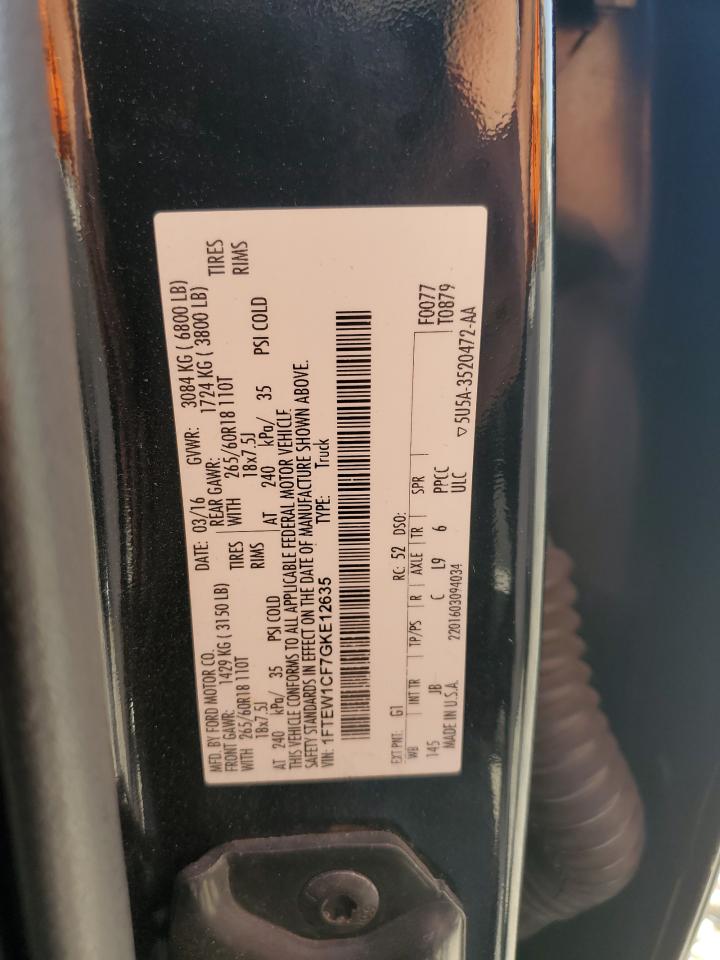 MFD. BY FORD MOTOR CO.
DATE: 03/16 GVWR: 3084 KG ( 6800 LB)
FRONT GAWR: 1429 KG ( 3150 LB) REAR GAWR: 1724 KG ( 3800 LB)
WITH 265/60R18 110T TIRES WITH 265/60R18 110T TIRES
18x7.5J RIMS 18x7.5J RIMS
AT 240 kPa/ 35 PSI COLD AT 240 kPa/ 35 PSI COLD
THIS VEHICLE CONFORMS TO ALL APPLICABLE FEDERAL MOTOR VEHICLE
SAFETY STANDARDS IN EFFECT ON THE DATE OF MANUFACTURE SHOWN ABOVE.
VIN: 1FTEW1CF7GKE12635 TYPE: Truck
EXT PNT: G1 RC: 52 DSO: F0077
WB INT TR TP/PS R AXLE TR SPR T0879
145 JB C L9 6 PPCC
MADE IN U.S.A. 2201603094034 ULC ▽5U5A-3520472-AA